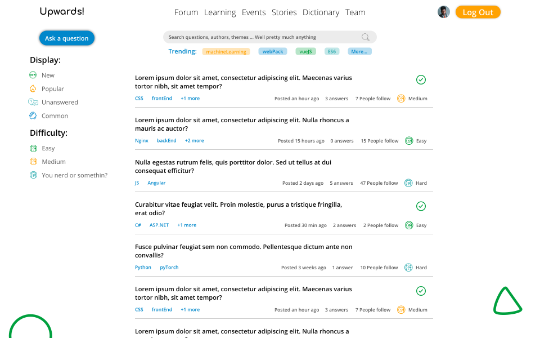 Upwards!
Forum Learning Events Stories Dictionary Team
Log Out
Ask a question
Search questions, authors, themes ... Well pretty much anything
Trending: webPack vueJS More...
Display:
New
Popular
Unanswered
Common
Difficulty:
Easy
Medium
You nerd or somethin?
Lorem ipsum dolor sit amet, consectetur adipiscing elit. Maecenas varius
tortor nibh, sit amet tempor?
CSS frontEnd +1 more Posted an hour ago 3 answers 7 People follow Medium
Lorem ipsum dolor sit amet, consectetur adipiscing elit. Nulla rhoncus a
mauris ac auctor?
Nginx backEnd +2 more Posted 15 hours ago 3 answers 15 People follow Easy
Nulla egestas rutrum felis, quis porttitor dolor. Sed ut tellus at dui
consequat efficitur?
JS Angular Posted 2 days ago 5 answers 47 People follow Hard
Curabitur vitae feugiat velit. Proin molestie, purus a tristique fringilla,
erat odio?
C# ASP.NET +1 more Posted 30 min ago 2 answers 2 People follow Easy
Fusce pulvinar feugiat sem non commodo. Pellentesque dictum ante non
convallis?
Python pyTorch Posted 3 weeks ago 1 answer 10 People follow Hard
Lorem ipsum dolor sit amet, consectetur adipiscing elit. Maecenas varius
tortor nibh, sit amet tempor?
CSS frontEnd +1 more Posted an hour ago 3 answers 7 People follow Medium
Lorem ipsum dolor sit amet, consectetur adipiscing elit. Nulla rhoncus a